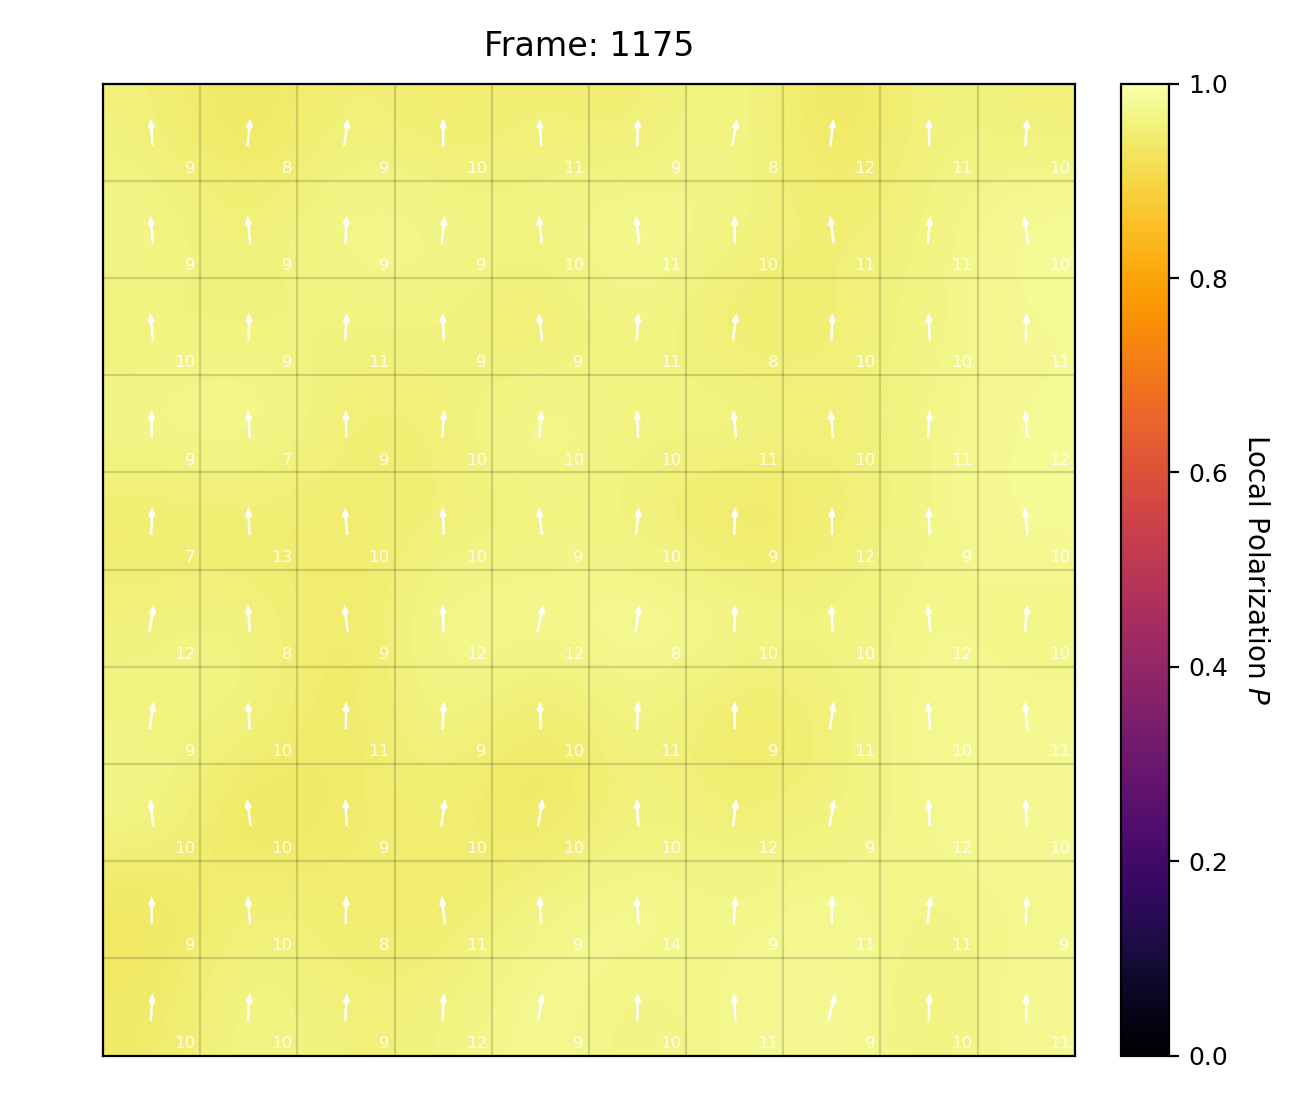 Frame: 1175
9 8 9 10 11 9 8 12 11 10
9 9 9 9 10 11 10 11 11 10
10 9 11 9 9 11 8 10 10 11
9 7 9 10 10 10 11 10 11 12
7 13 10 10 9 10 9 12 9 10
12 8 9 12 12 8 10 10 12 10
9 10 11 9 10 11 9 11 10 11
10 10 9 10 10 10 12 9 12 10
9 10 8 11 9 14 9 11 11 9
10 10 9 12 9 10 11 9 10 11
1.0
0.8
0.6
0.4
0.2
0.0
Local Polarization P